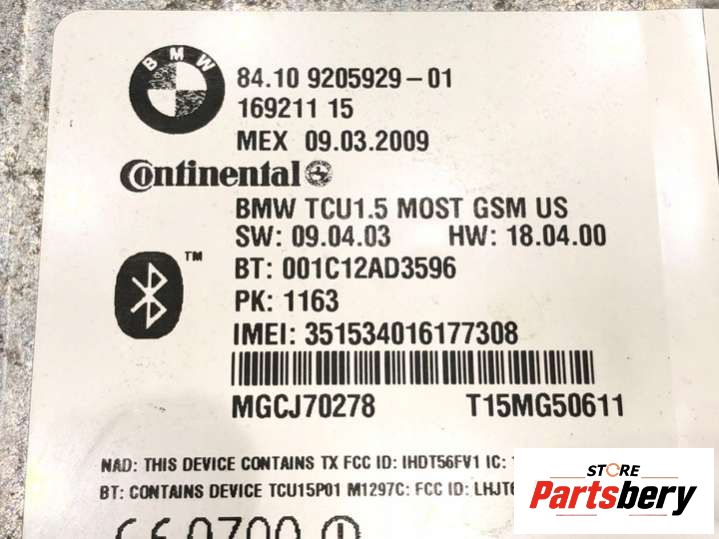 BMW
84.10 9205929-01
169211 15
MEX 09.03.2009
Continental
BMW TCU1.5 MOST GSM US
SW: 09.04.03 HW: 18.04.00
™
BT: 001C12AD3596
PK: 1163
IMEI: 351534016177308
MGCJ70278 T15MG50611
NAD: THIS DEVICE CONTAINS TX FCC ID: IHDT56FV1 IC:
BT: CONTAINS DEVICE TCU15P01 M1297C: FCC ID:
CE0700
STORE
Partsbery